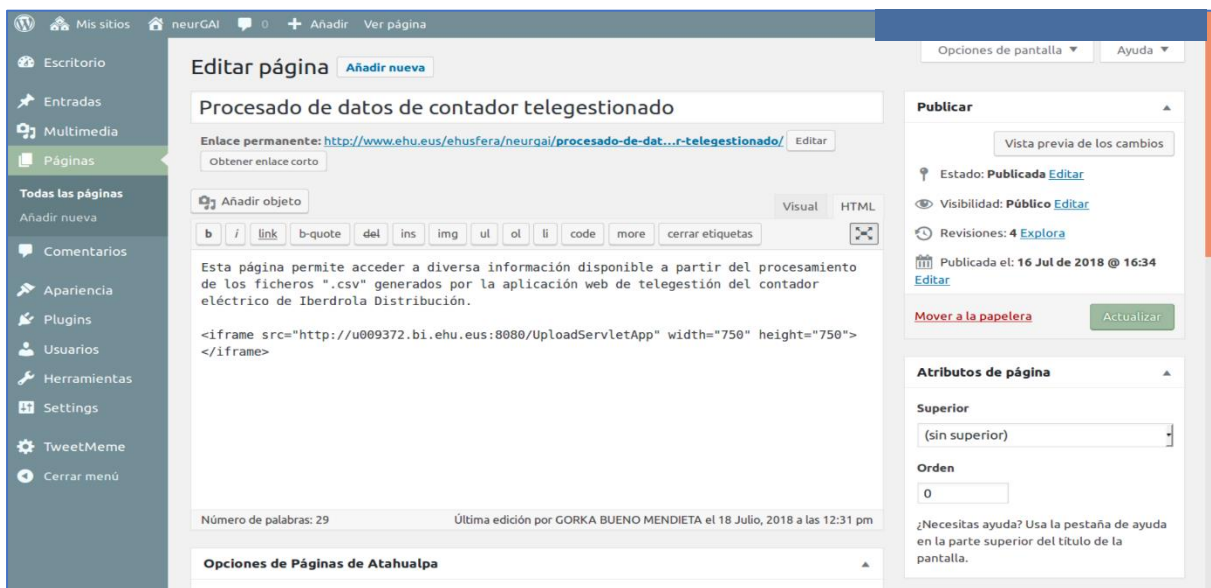 Mis sitios neurGAI 0 + Añadir Ver página
Opciones de pantalla ▼ Ayuda ▼
Escritorio
Entradas
Multimedia
Páginas
Todas las páginas
Añadir nueva
Comentarios
Apariencia
Plugins
Usuarios
Herramientas
Settings
TweetMeme
Cerrar menú
Editar página Añadir nueva
Procesado de datos de contador telegestionado
Enlace permanente: http://www.ehu.eus/ehusfera/neurgai/procesado-de-dat...r-telegestionado/ Editar
Obtener enlace corto
Añadir objeto
Visual HTML
b i link b-quote del ins img ul ol li code more cerrar etiquetas
Esta página permite acceder a diversa información disponible a partir del procesamiento
de los ficheros ".csv" generados por la aplicación web de telegestión del contador
eléctrico de Iberdrola Distribución.
<iframe src="http://u009372.bi.ehu.eus:8080/UploadServletApp" width="750" height="750">
</iframe>
Número de palabras: 29 Última edición por GORKA BUENO MENDIETA el 18 Julio, 2018 a las 12:31 pm
Opciones de Páginas de Atahualpa
Publicar
Vista previa de los cambios
Estado: Publicada Editar
Visibilidad: Público Editar
Revisiones: 4 Explora
Publicada el: 16 Jul de 2018 @ 16:34
Editar
Mover a la papelera Actualizar
Atributos de página
Superior
(sin superior)
Orden
0
¿Necesitas ayuda? Usa la pestaña de ayuda
en la parte superior del título de la
pantalla.